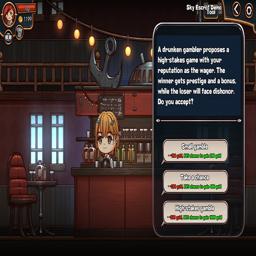 Sky Escort Demo
1199
A drunken gambler proposes a
high-stakes game with your
reputation as the wager. The
winner gets prestige and a bonus,
while the loser will face dishonor.
Do you accept?
Small gamble
Take a chance
High-stakes gamble